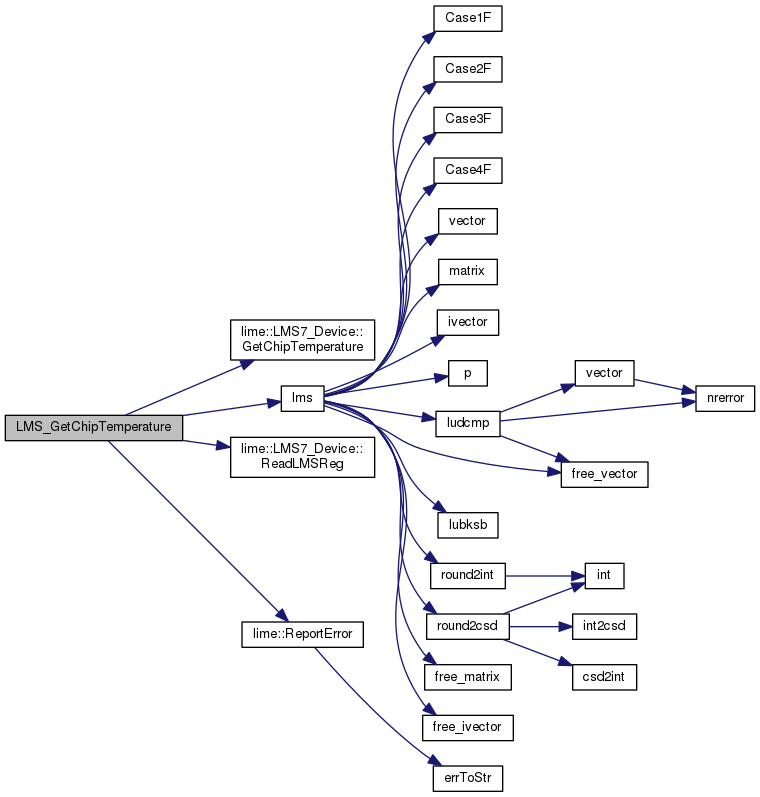 Case1F
Case2F
Case3F
Case4F
vector
matrix
ivector
lime::LMS7_Device::
GetChipTemperature
p
vector
nrerror
lms
ludcmp
LMS_GetChipTemperature
lime::LMS7_Device::
ReadLMSReg
free_vector
lubksb
round2int
int
round2csd
int2csd
lime::ReportError
free_matrix
csd2int
free_ivector
errToStr